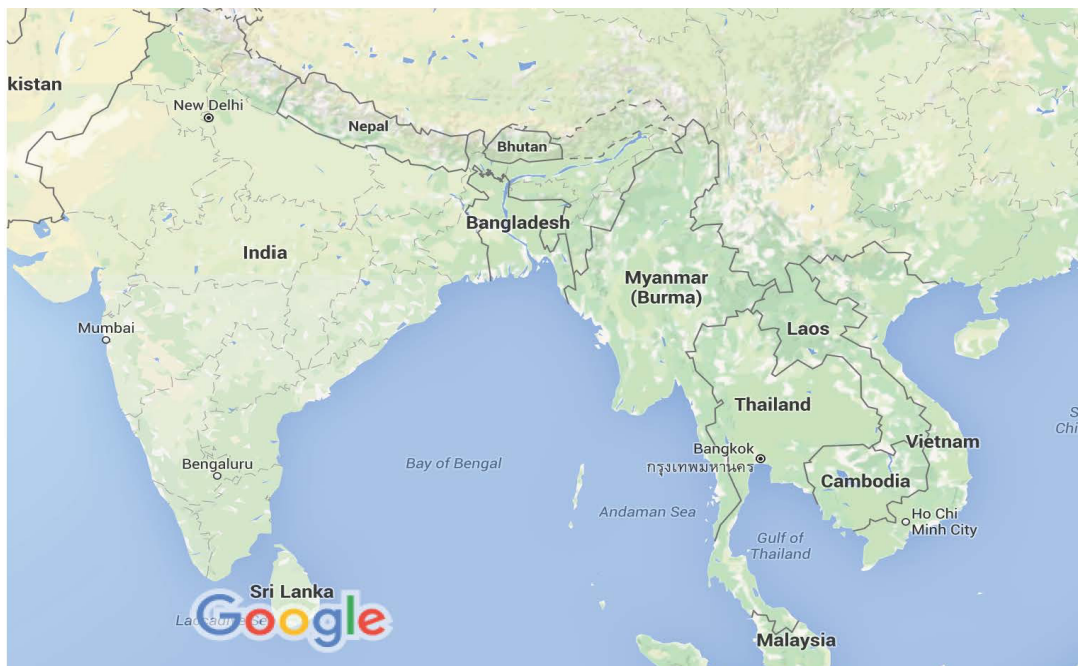 kistan
New Delhi
Nepal
Bhutan
Bangladesh
India
Myanmar
(Burma)
Mumbai
Laos
Thailand
S
Chi
Vietnam
Bangkok
กรุงเทพมหานคร
Bengaluru
Bay of Bengal
Cambodia
Andaman Sea
Ho Chi
Minh City
Gulf of
Thailand
Sri Lanka
Google
Malaysia